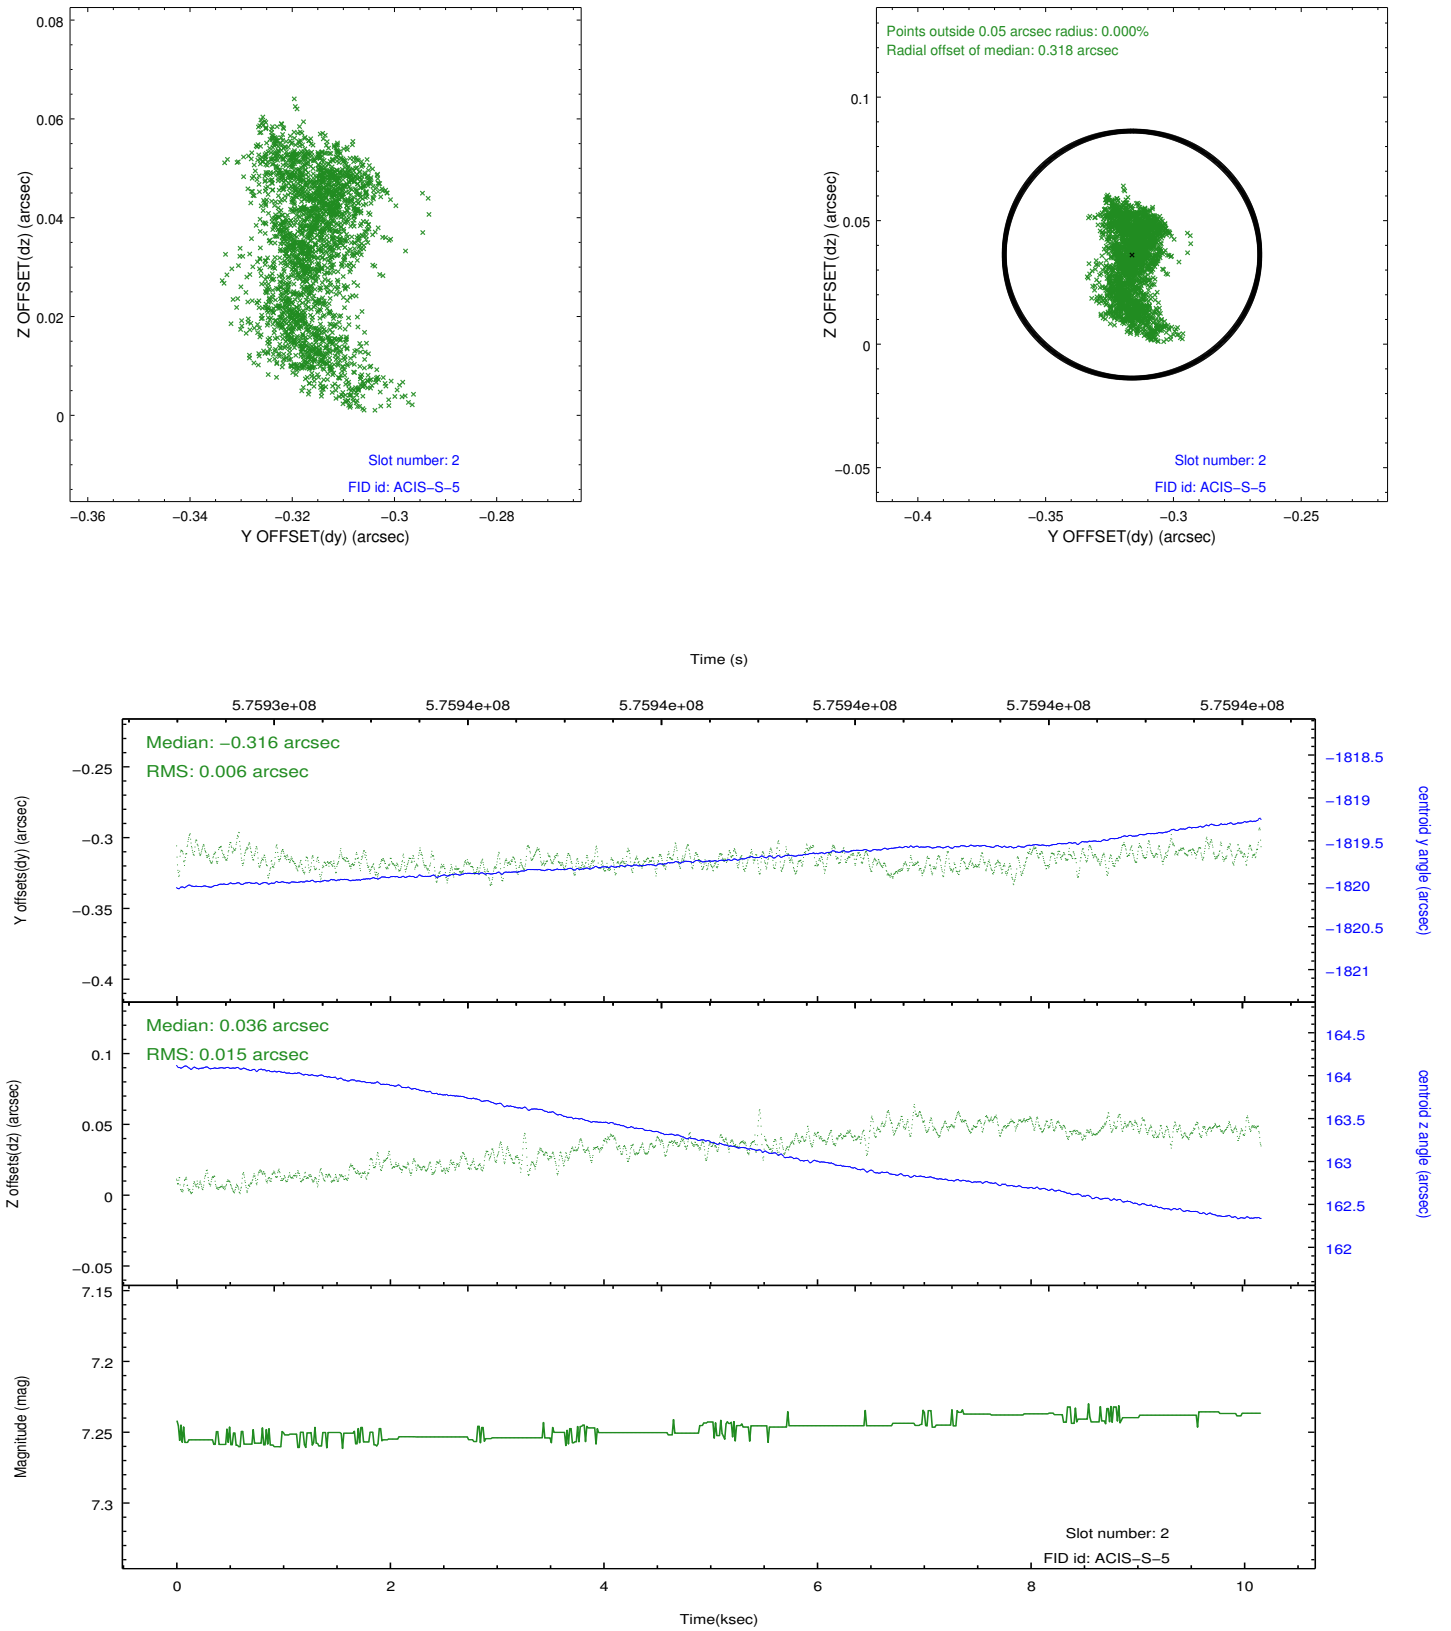 0.08
0.06
0.04
0.02
0
Z OFFSET(dz) (arcsec)
Slot number: 2
FID id: ACIS−S−5
−0.36
−0.34
−0.32
−0.3
−0.28
Y OFFSET(dy) (arcsec)
Points outside 0.05 arcsec radius: 0.000%
Radial offset of median: 0.318 arcsec
0.1
0.05
0
−0.05
Z OFFSET(dz) (arcsec)
Slot number: 2
FID id: ACIS−S−5
−0.4
−0.35
−0.3
−0.25
Y OFFSET(dy) (arcsec)
Time (s)
5.7593e+08
5.7594e+08
5.7594e+08
5.7594e+08
5.7594e+08
5.7594e+08
Median: −0.316 arcsec
RMS: 0.006 arcsec
−0.25
−0.3
−0.35
−0.4
Y offsets(dy) (arcsec)
−1818.5
−1819
−1819.5
−1820
−1820.5
−1821
centroid y angle (arcsec)
Median: 0.036 arcsec
RMS: 0.015 arcsec
0.1
0.05
0
−0.05
Z offsets(dz) (arcsec)
164.5
164
163.5
163
162.5
162
centroid z angle (arcsec)
7.15
7.2
7.25
7.3
Magnitude (mag)
Slot number: 2
FID id: ACIS−S−5
0
2
4
6
8
10
Time(ksec)